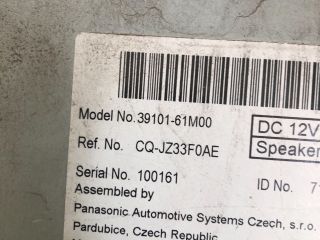 Model No. 39101-61M00
DC 12V
Ref. No. CQ-JZ33F0AE
Speaker
Serial No. 100161
ID No. 7
Assembled by
Panasonic Automotive Systems Czech, s.r.o.
Pardubice, Czech Republic